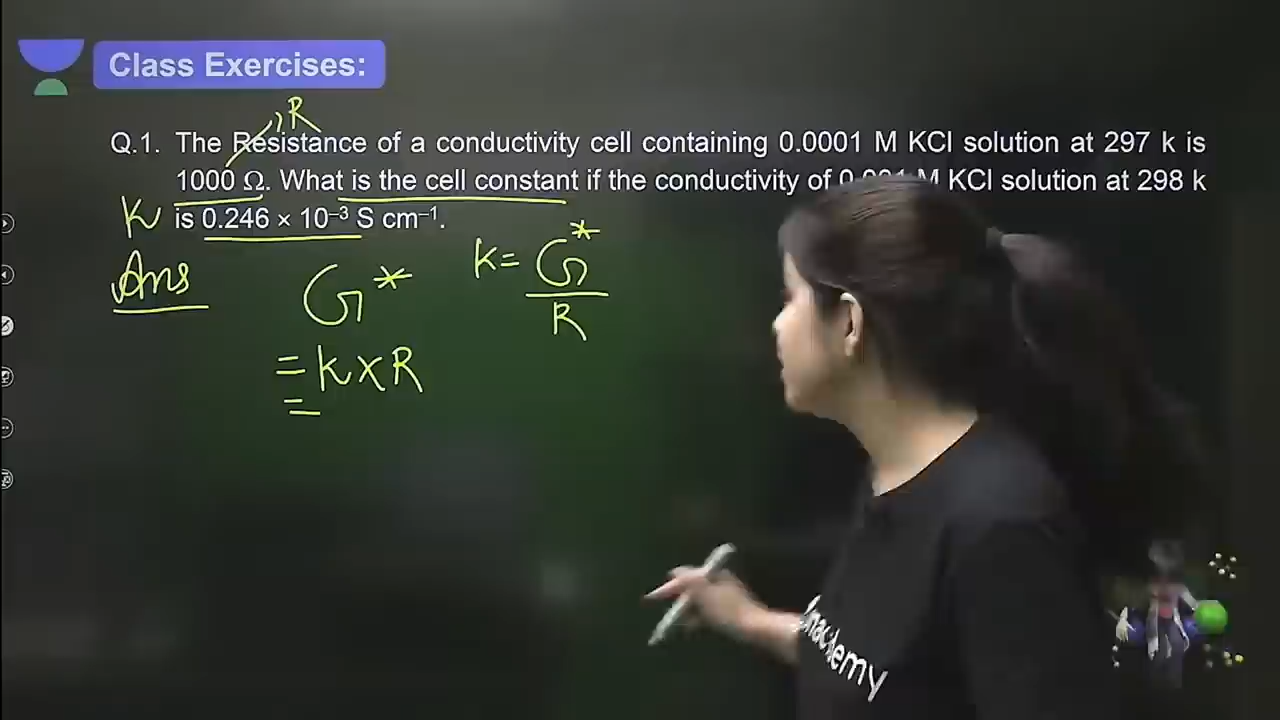 Class Exercises:
R
Q.1. The Resistance of a conductivity cell containing 0.0001 M KCl solution at 297 k is
1000 Ω. What is the cell constant if the conductivity of M KCl solution at 298 k
K is 0.246 × 10⁻³ S cm⁻¹.
Ans G* K = G*/R
= K × R
=
unacademy